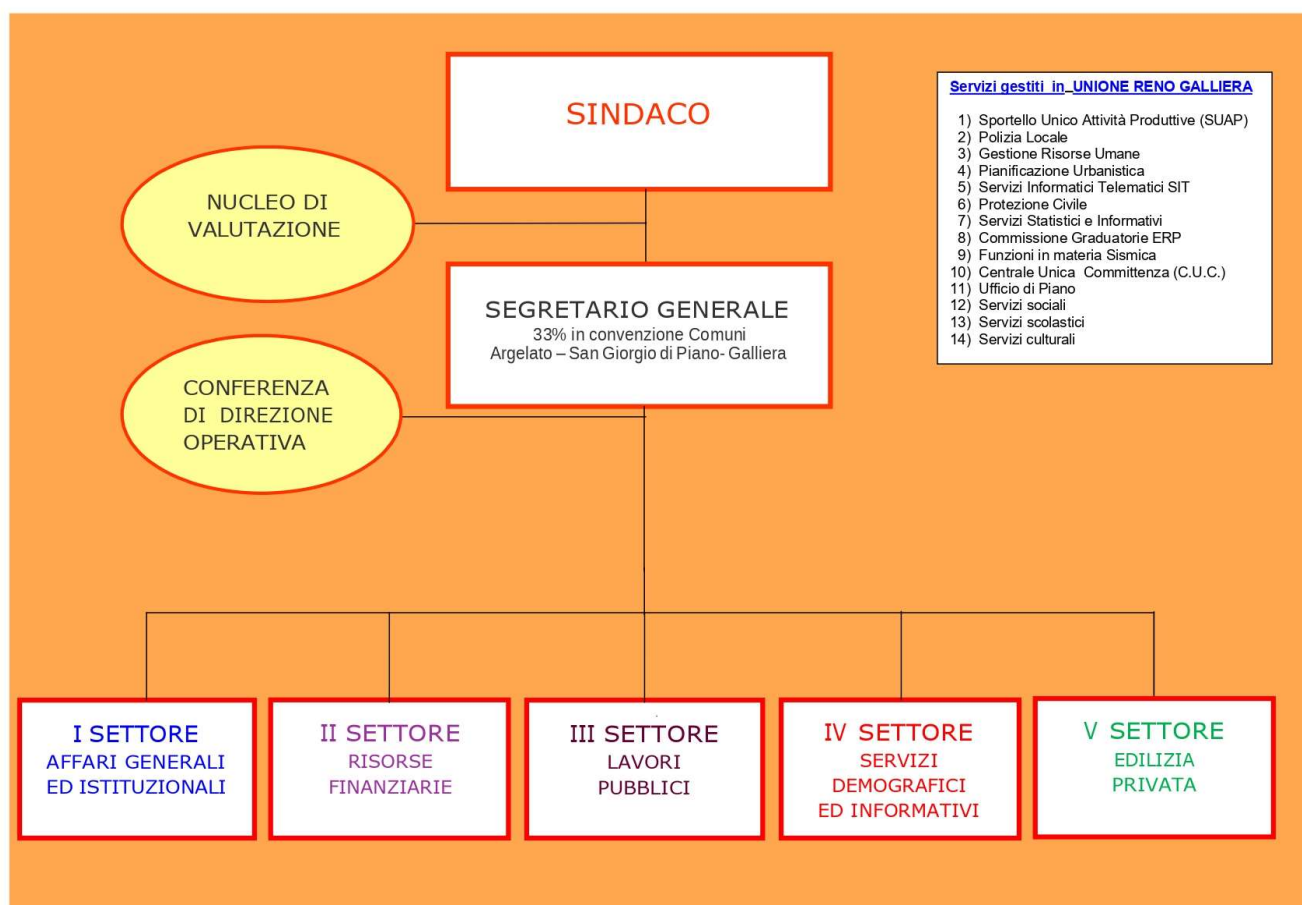 SINDACO
Servizi gestiti in UNIONE RENO GALLIERA
1) Sportello Unico Attività Produttive (SUAP)
2) Polizia Locale
3) Gestione Risorse Umane
4) Pianificazione Urbanistica
5) Servizi Informatici Telematici SIT
6) Protezione Civile
7) Servizi Statistici e Informativi
8) Commissione Graduatorie ERP
9) Funzioni in materia Sismica
10) Centrale Unica Committenza (C.U.C.)
11) Ufficio di Piano
12) Servizi sociali
13) Servizi scolastici
14) Servizi culturali
NUCLEO DI
VALUTAZIONE
SEGRETARIO GENERALE
33% in convenzione Comuni
Argelato – San Giorgio di Piano- Galliera
CONFERENZA
DI DIREZIONE
OPERATIVA
I SETTORE
AFFARI GENERALI
ED ISTITUZIONALI
II SETTORE
RISORSE
FINANZIARIE
III SETTORE
LAVORI
PUBBLICI
IV SETTORE
SERVIZI
DEMOGRAFICI
ED INFORMATIVI
V SETTORE
EDILIZIA
PRIVATA